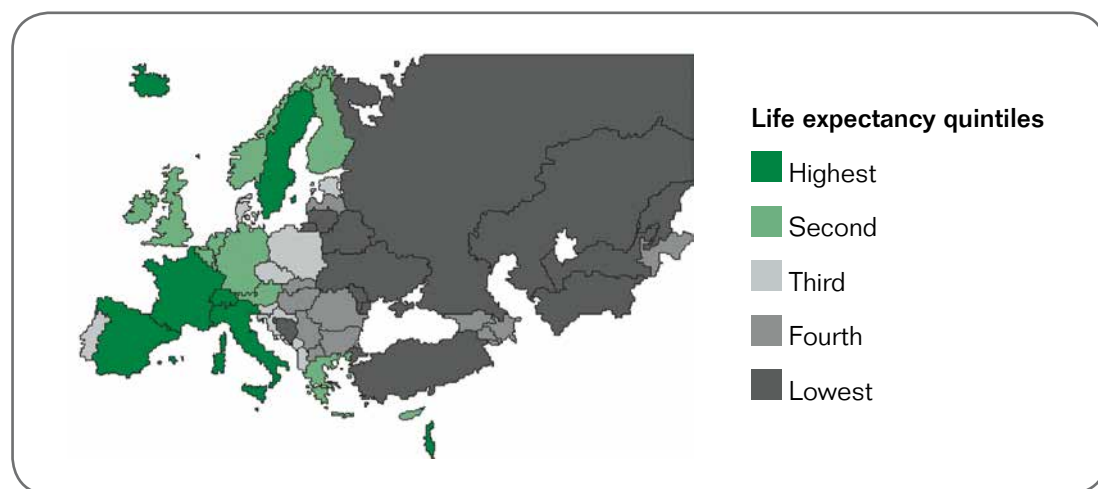 Life expectancy quintiles
Highest
Second
Third
Fourth
Lowest